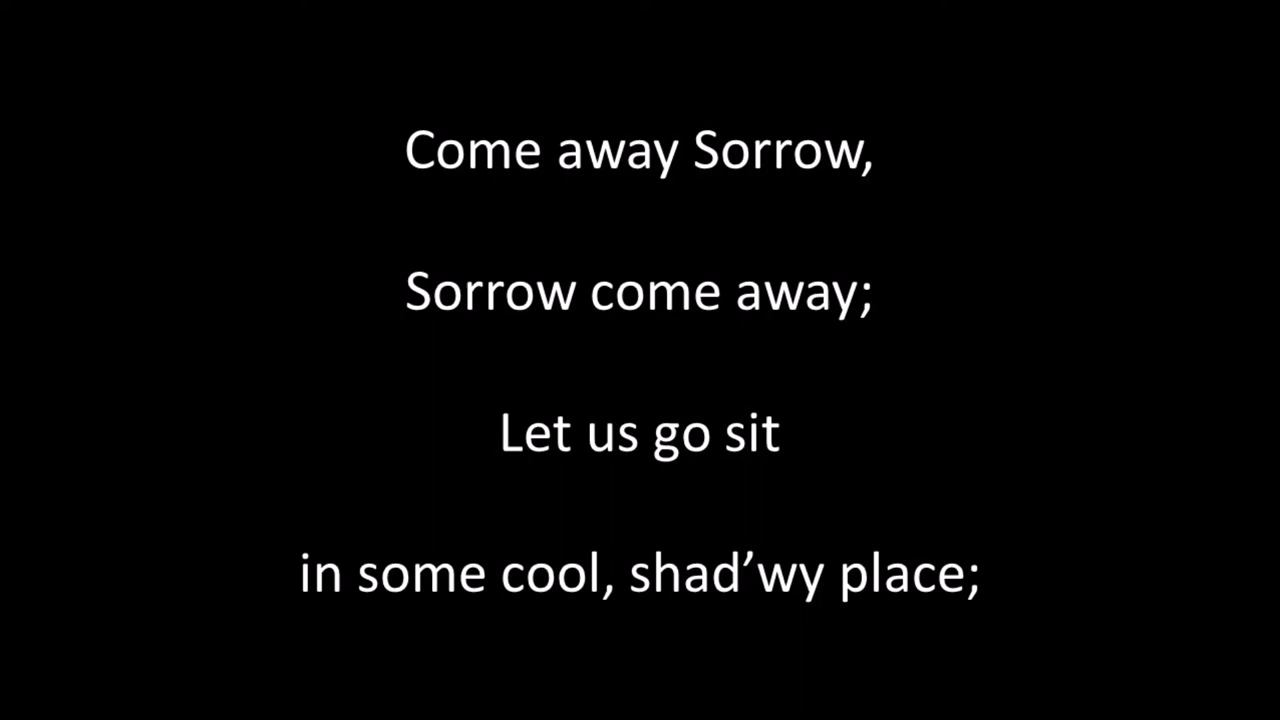 Come away Sorrow,
Sorrow come away;
Let us go sit
in some cool, shad’wy place;